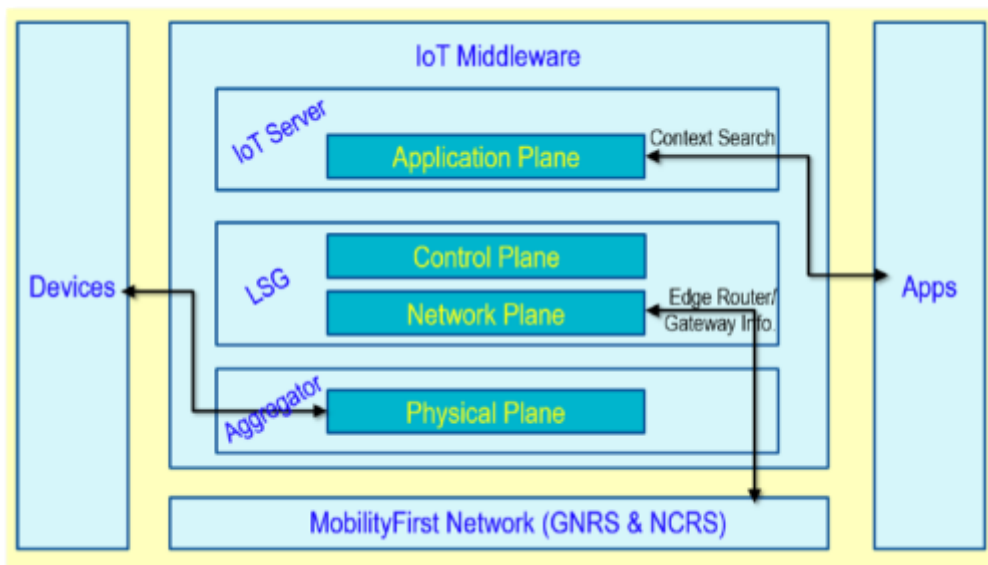 IoT Middleware
IoT Server
Application Plane
Context Search
Devices
LSG
Control Plane
Network Plane
Edge Router/
Gateway Info.
Apps
Aggregator
Physical Plane
MobilityFirst Network (GNRS & NCRS)